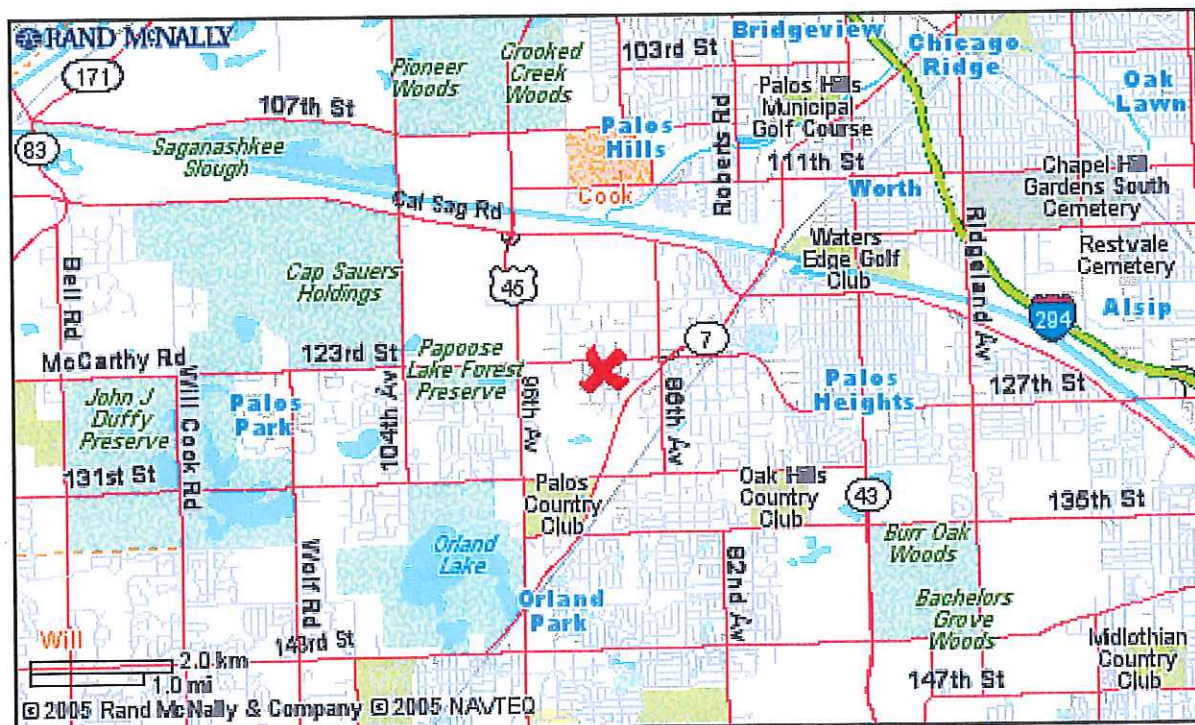 RAND McNALLY
171
83
107th St
Saganashkee
Slough
Pioneer
Woods
Crooked
Creek
Woods
103rd St
Bridgeview
Chicago
Ridge
Oak
Lawn
Palos Hills
Municipal
Golf Course
Roberts Rd
Palos
Hills
Cook
111th St
Worth
Chapel Hill
Gardens South
Cemetery
Cal Sag Rd
Waters
Edge Golf
Club
Ridgeland Av
Restvale
Cemetery
Alsip
294
Bell Rd
Cap Sauers
Holdings
45
7
McCarthy Rd
123rd St
Papoose
Lake Forest
Preserve
127th St
John J
Duffy
Preserve
Will Cook Rd
Palos
Park
104th Av
96th Av
86th Av
Palos
Heights
131st St
Palos
Country
Club
Oak Hills
Country
Club
43
135th St
Wolf Rd
Orland
Lake
Burr Oak
Woods
82nd Av
Orland
Park
Bachelors
Grove
Woods
Will
143rd St
Midlothian
Country
Club
147th St
2.0 km
1.0 mi
© 2005 Rand McNally & Company © 2005 NAVTEQ